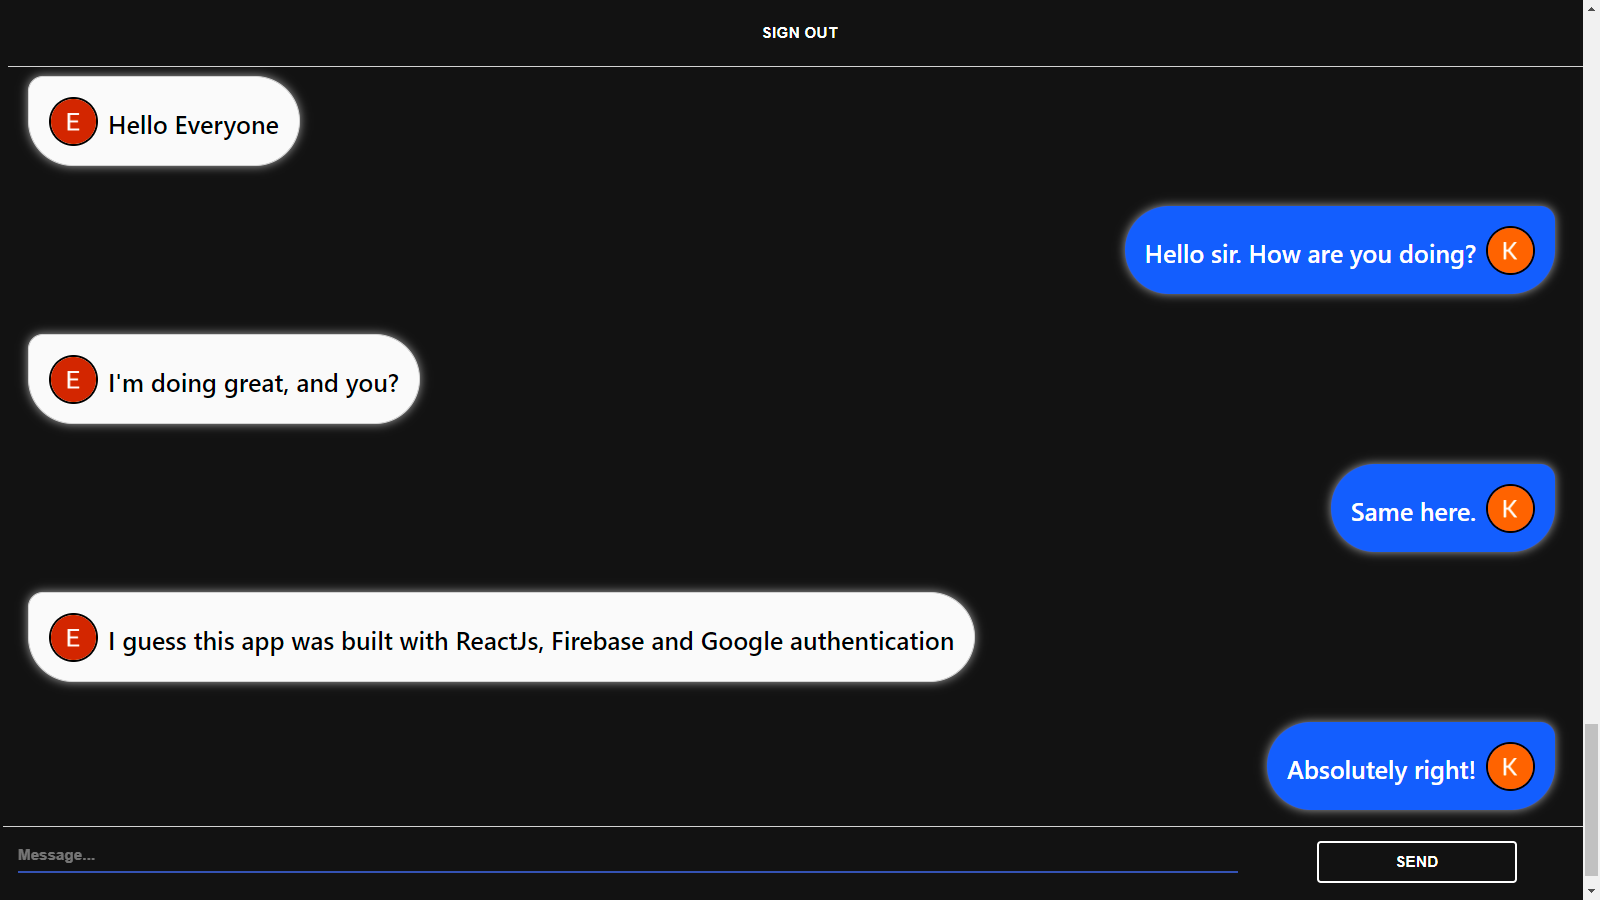 SIGN OUT
E Hello Everyone
Hello sir. How are you doing? K
E I'm doing great, and you?
Same here. K
E I guess this app was built with ReactJs, Firebase and Google authentication
Absolutely right! K
Message...
SEND